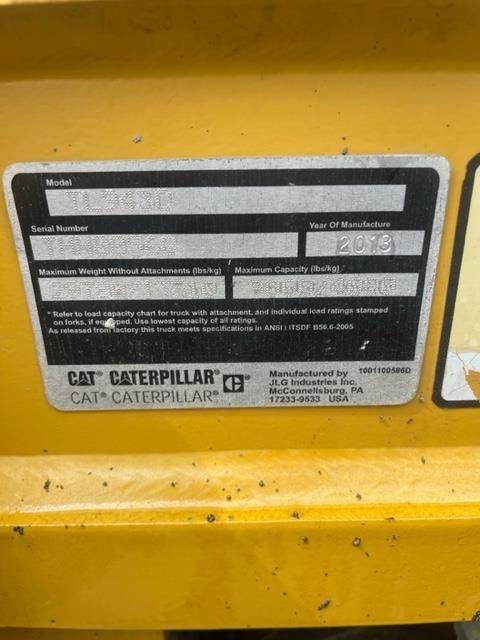 Model
TL943C
Serial Number
Year Of Manufacture
2013
Maximum Weight Without Attachments (lbs/kg)
Maximum Capacity (lbs/kg)
* Refer to load capacity chart for truck with attachment, and individual load ratings stamped
on forks, if equipped. Use lowest capacity of all ratings.
As released from factory this truck meets specifications in ANSI \ ITSDF B56.6-2005
CAT® CATERPILLAR® C
CAT® CATERPILLAR®
Manufactured by
JLG Industries Inc.
McConnellsburg, PA
17233-9533 USA
1001100586D